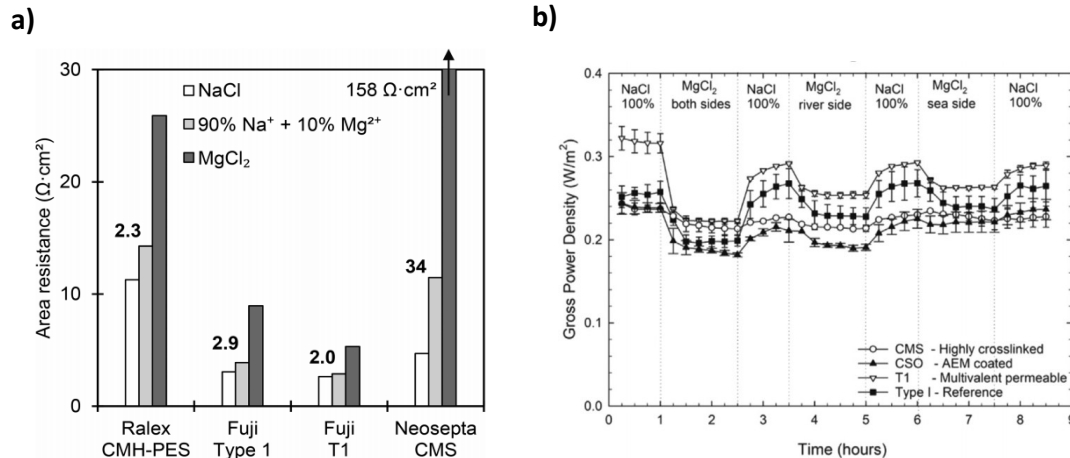 a)
30
20
10
0
Area resistance (Ω·cm²)
NaCl
90% Na⁺ + 10% Mg²⁺
MgCl₂
158 Ω·cm²
2.3
2.9
2.0
34
Ralex
CMH-PES
Fuji
Type 1
Fuji
T1
Neosepta
CMS
b)
0.4
0.3
0.2
0.1
0.0
Gross Power Density (W/m²)
NaCl
100%
MgCl₂
both sides
NaCl
100%
MgCl₂
river side
NaCl
100%
MgCl₂
sea side
NaCl
100%
CMS - Highly crosslinked
CSO - AEM coated
T1 - Multivalent permeable
Type I - Reference
0 1 2 3 4 5 6 7 8 9
Time (hours)